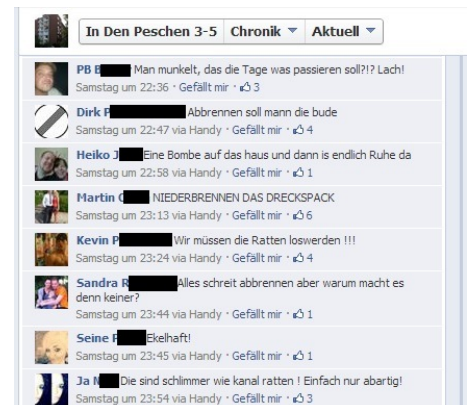 In Den Peschen 3-5 Chronik Aktuell
PB E Man munkelt, das die Tage was passieren soll?!? Lach!
Samstag um 22:36 · Gefällt mir · 3
Dirk P Abbrennen soll mann die bude
Samstag um 22:47 via Handy · Gefällt mir · 4
Heiko J Eine Bombe auf das haus und dann is endlich Ruhe da
Samstag um 22:58 via Handy · Gefällt mir · 1
Martin G NIEDERBRENNEN DAS DRECKSPACK
Samstag um 23:13 via Handy · Gefällt mir · 6
Kevin P Wir müssen die Ratten loswerden !!!
Samstag um 23:24 via Handy · Gefällt mir · 4
Sandra R Alles schreit abbrennen aber warum macht es
denn keiner?
Samstag um 23:44 via Handy · Gefällt mir · 1
Seine F Ekelhaft!
Samstag um 23:45 via Handy · Gefällt mir · 1
Ja N Die sind schlimmer wie kanal ratten ! Einfach nur abartig!
Samstag um 23:54 via Handy · Gefällt mir · 3